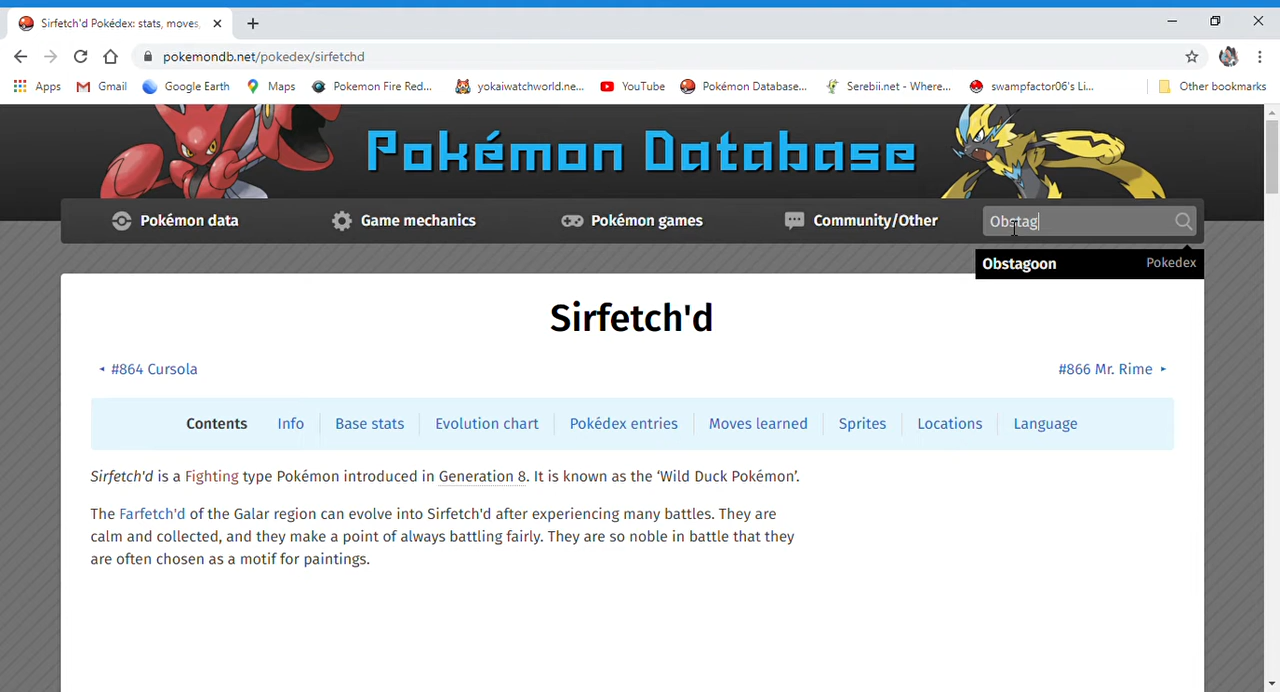 Sirfetch'd Pokédex: stats, moves,
pokemondb.net/pokedex/sirfetchd
Apps Gmail Google Earth Maps Pokemon Fire Red... yokaiwatchworld.ne... YouTube Pokémon Database... Serebii.net - Where... swampfactor06's Li... Other bookmarks
Pokémon Database
Pokémon data Game mechanics Pokémon games Community/Other Obstag
Obstagoon Pokedex
Sirfetch'd
◂ #864 Cursola #866 Mr. Rime ▸
Contents Info Base stats Evolution chart Pokédex entries Moves learned Sprites Locations Language
Sirfetch'd is a Fighting type Pokémon introduced in Generation 8. It is known as the ‘Wild Duck Pokémon’.
The Farfetch'd of the Galar region can evolve into Sirfetch'd after experiencing many battles. They are
calm and collected, and they make a point of always battling fairly. They are so noble in battle that they
are often chosen as a motif for paintings.